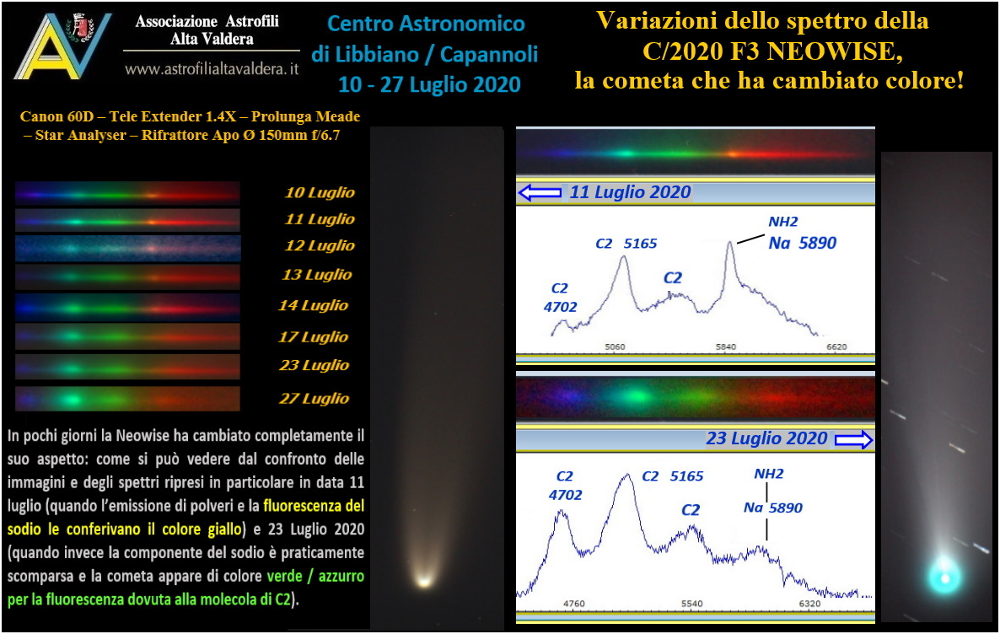 AAV
Associazione Astrofili
Alta Valdera
www.astrofilialtavaldera.it
Centro Astronomico
di Libbiano / Capannoli
10 - 27 Luglio 2020
Variazioni dello spettro della
C/2020 F3 NEOWISE,
la cometa che ha cambiato colore!
Canon 60D – Tele Extender 1.4X – Prolunga Meade
– Star Analyser – Rifrattore Apo Ø 150mm f/6.7
10 Luglio
11 Luglio
12 Luglio
13 Luglio
14 Luglio
17 Luglio
23 Luglio
27 Luglio
In pochi giorni la Neowise ha cambiato completamente il
suo aspetto: come si può vedere dal confronto delle
immagini e degli spettri ripresi in particolare in data 11
luglio (quando l’emissione di polveri e la fluorescenza del
sodio le conferivano il colore giallo) e 23 Luglio 2020
(quando invece la componente del sodio è praticamente
scomparsa e la cometa appare di colore verde / azzurro
per la fluorescenza dovuta alla molecola di C2).
11 Luglio 2020
NH2
Na 5890
C2 5165
C2
C2
4702
5060 5840 6620
23 Luglio 2020
C2
4702
C2 5165
C2
NH2
Na 5890
4760 5540 6320